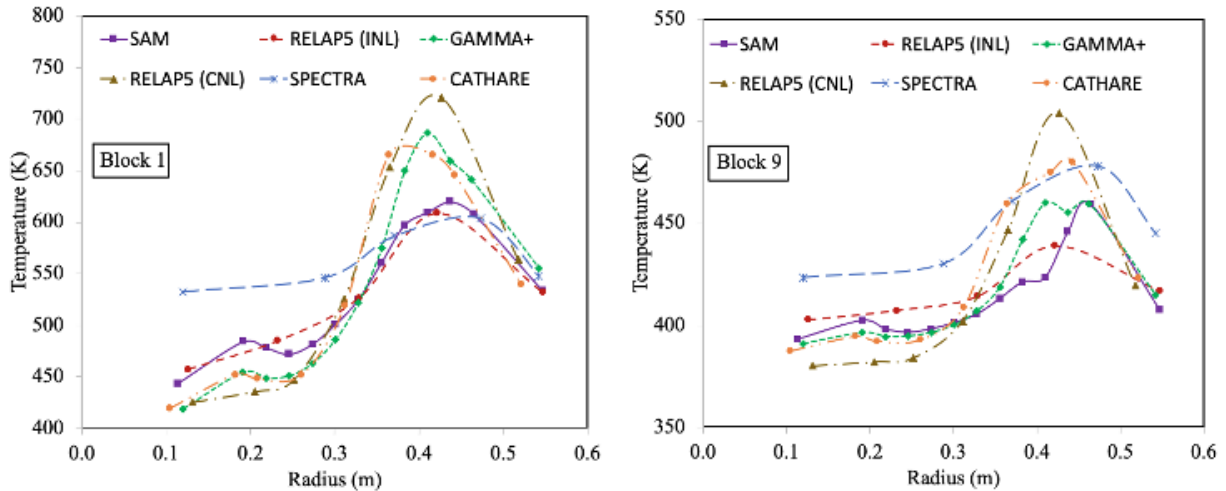 800
SAM
RELAP5 (INL)
GAMMA+
750
RELAP5 (CNL)
SPECTRA
CATHARE
700
Temperature (K)
Block 1
650
600
550
500
450
400
0.0
0.1
0.2
0.3
0.4
0.5
0.6
Radius (m)
550
SAM
RELAP5 (INL)
GAMMA+
RELAP5 (CNL)
SPECTRA
CATHARE
500
Temperature (K)
Block 9
450
400
350
0.0
0.1
0.2
0.3
0.4
0.5
0.6
Radius (m)